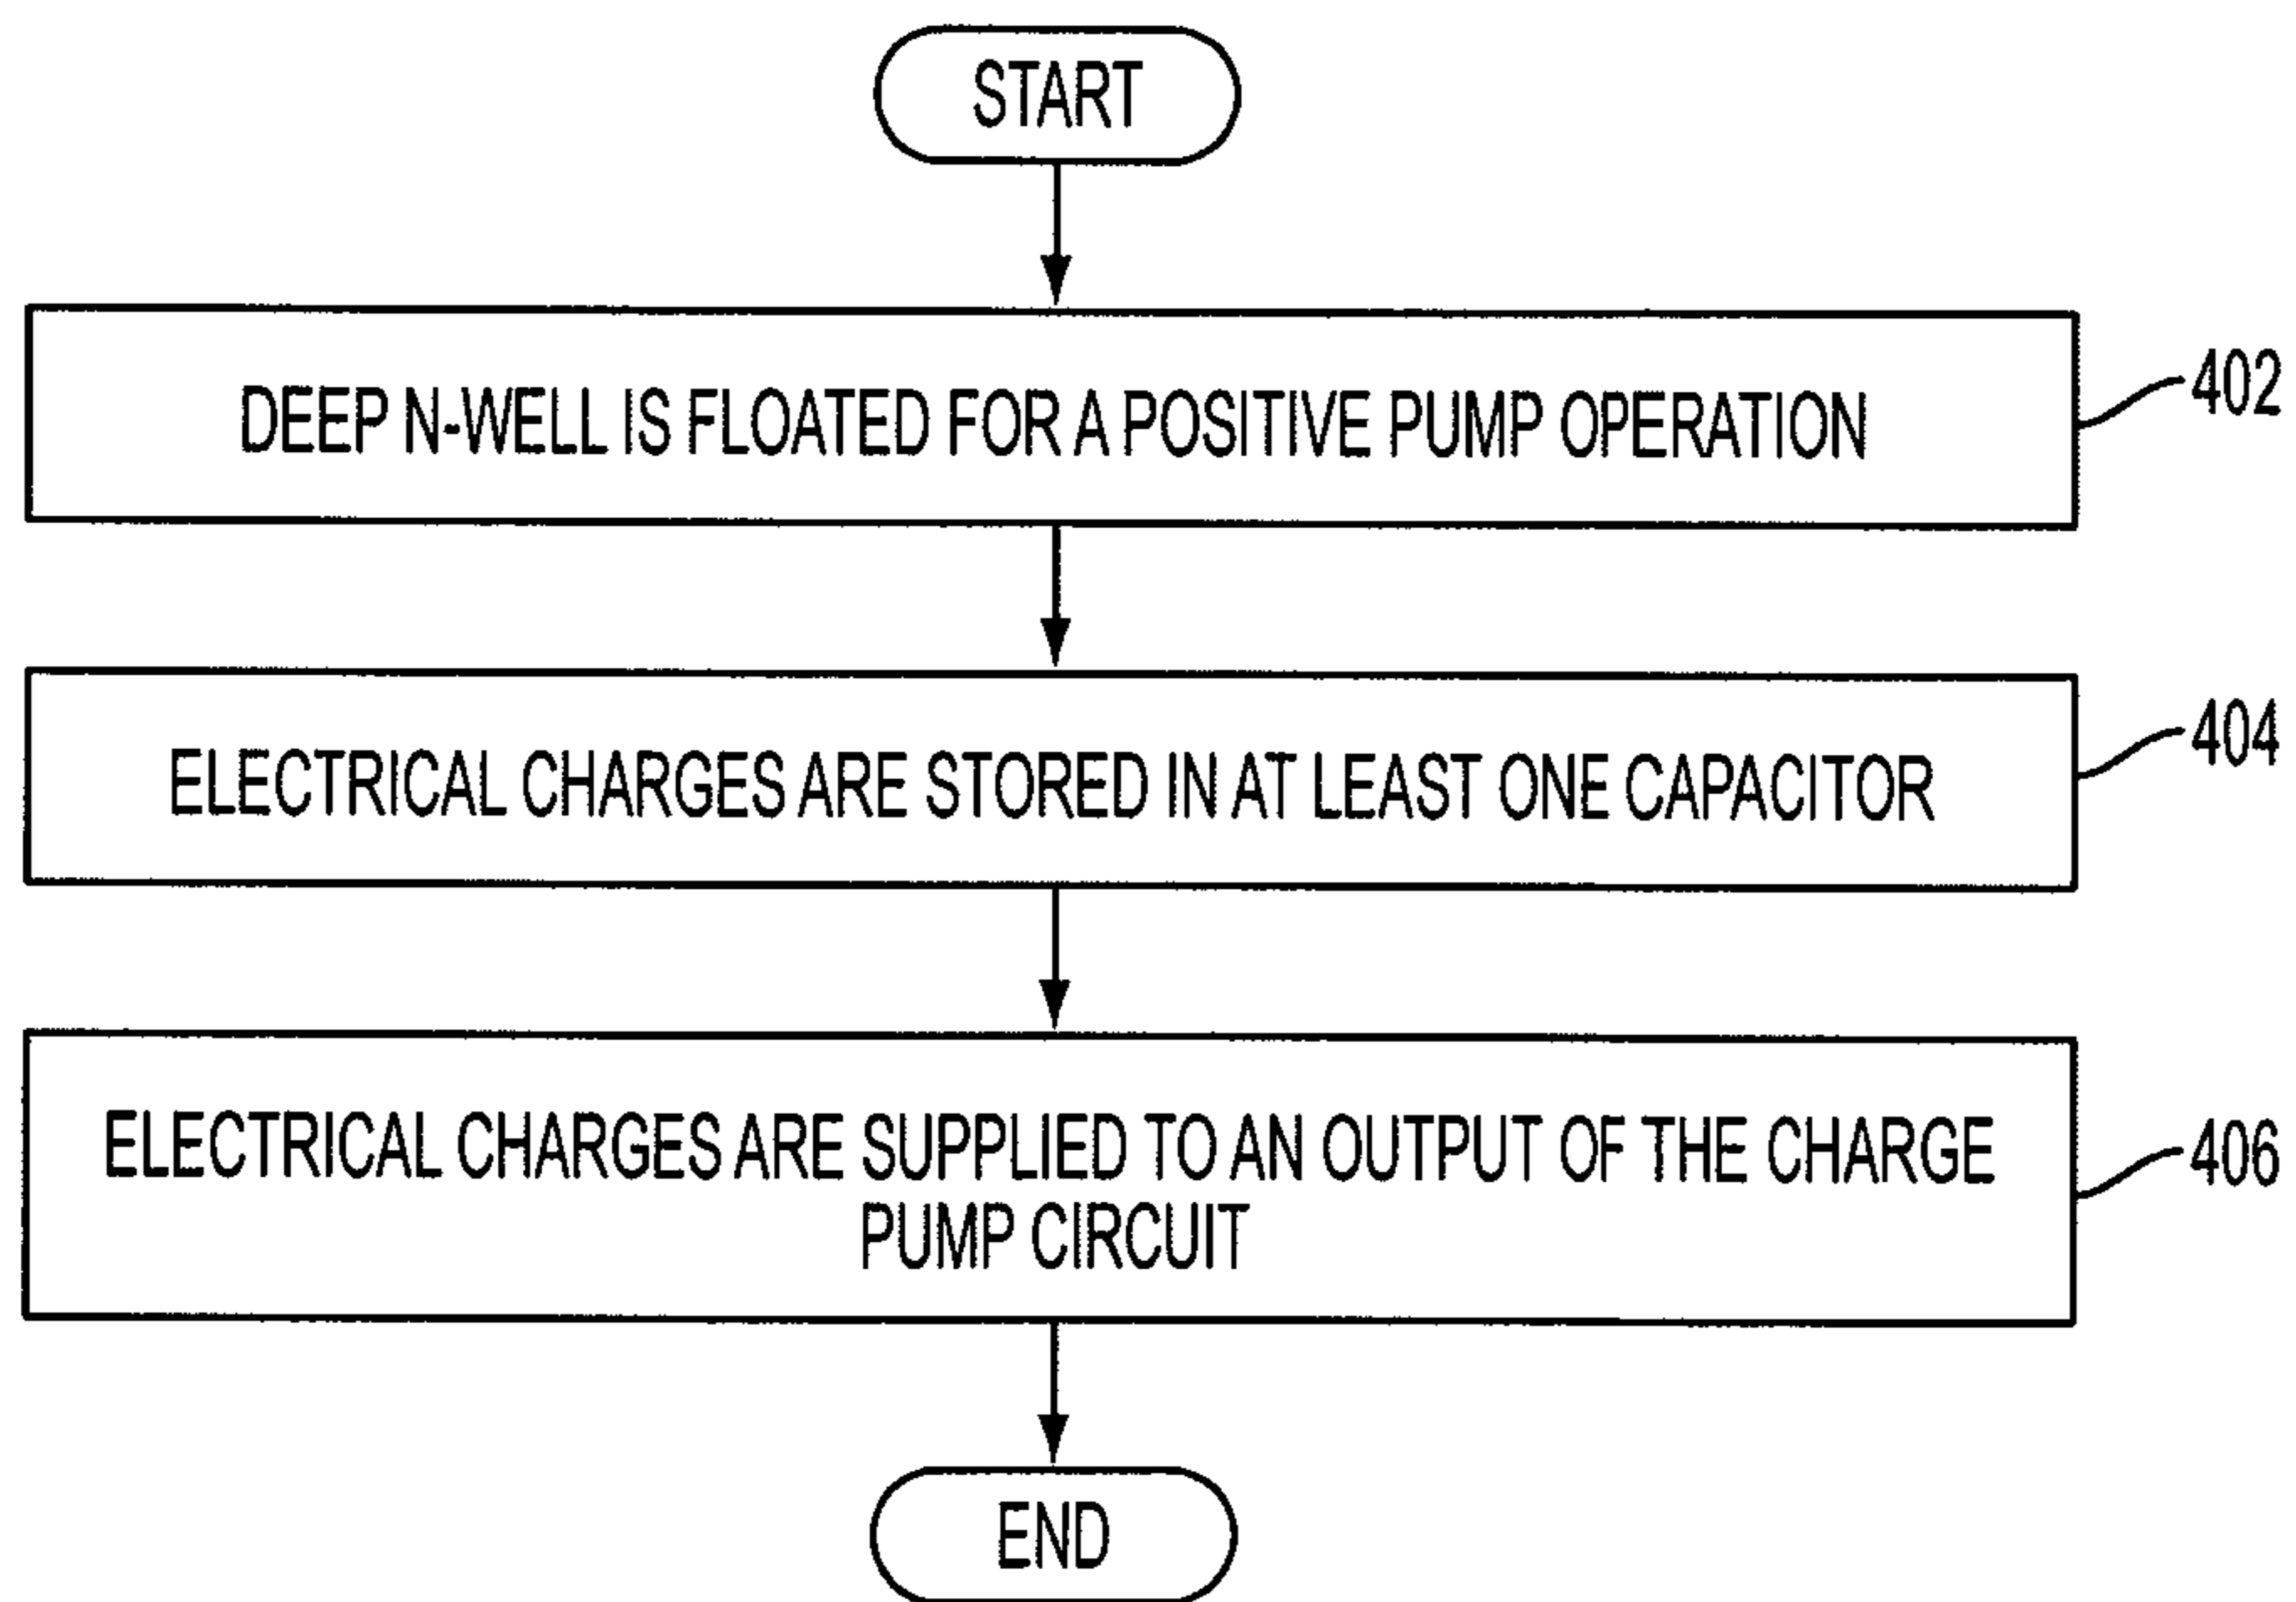 START
DEEP N-WELL IS FLOATED FOR A POSITIVE PUMP OPERATION
402
ELECTRICAL CHARGES ARE STORED IN AT LEAST ONE CAPACITOR
404
ELECTRICAL CHARGES ARE SUPPLIED TO AN OUTPUT OF THE CHARGE
PUMP CIRCUIT
406
END